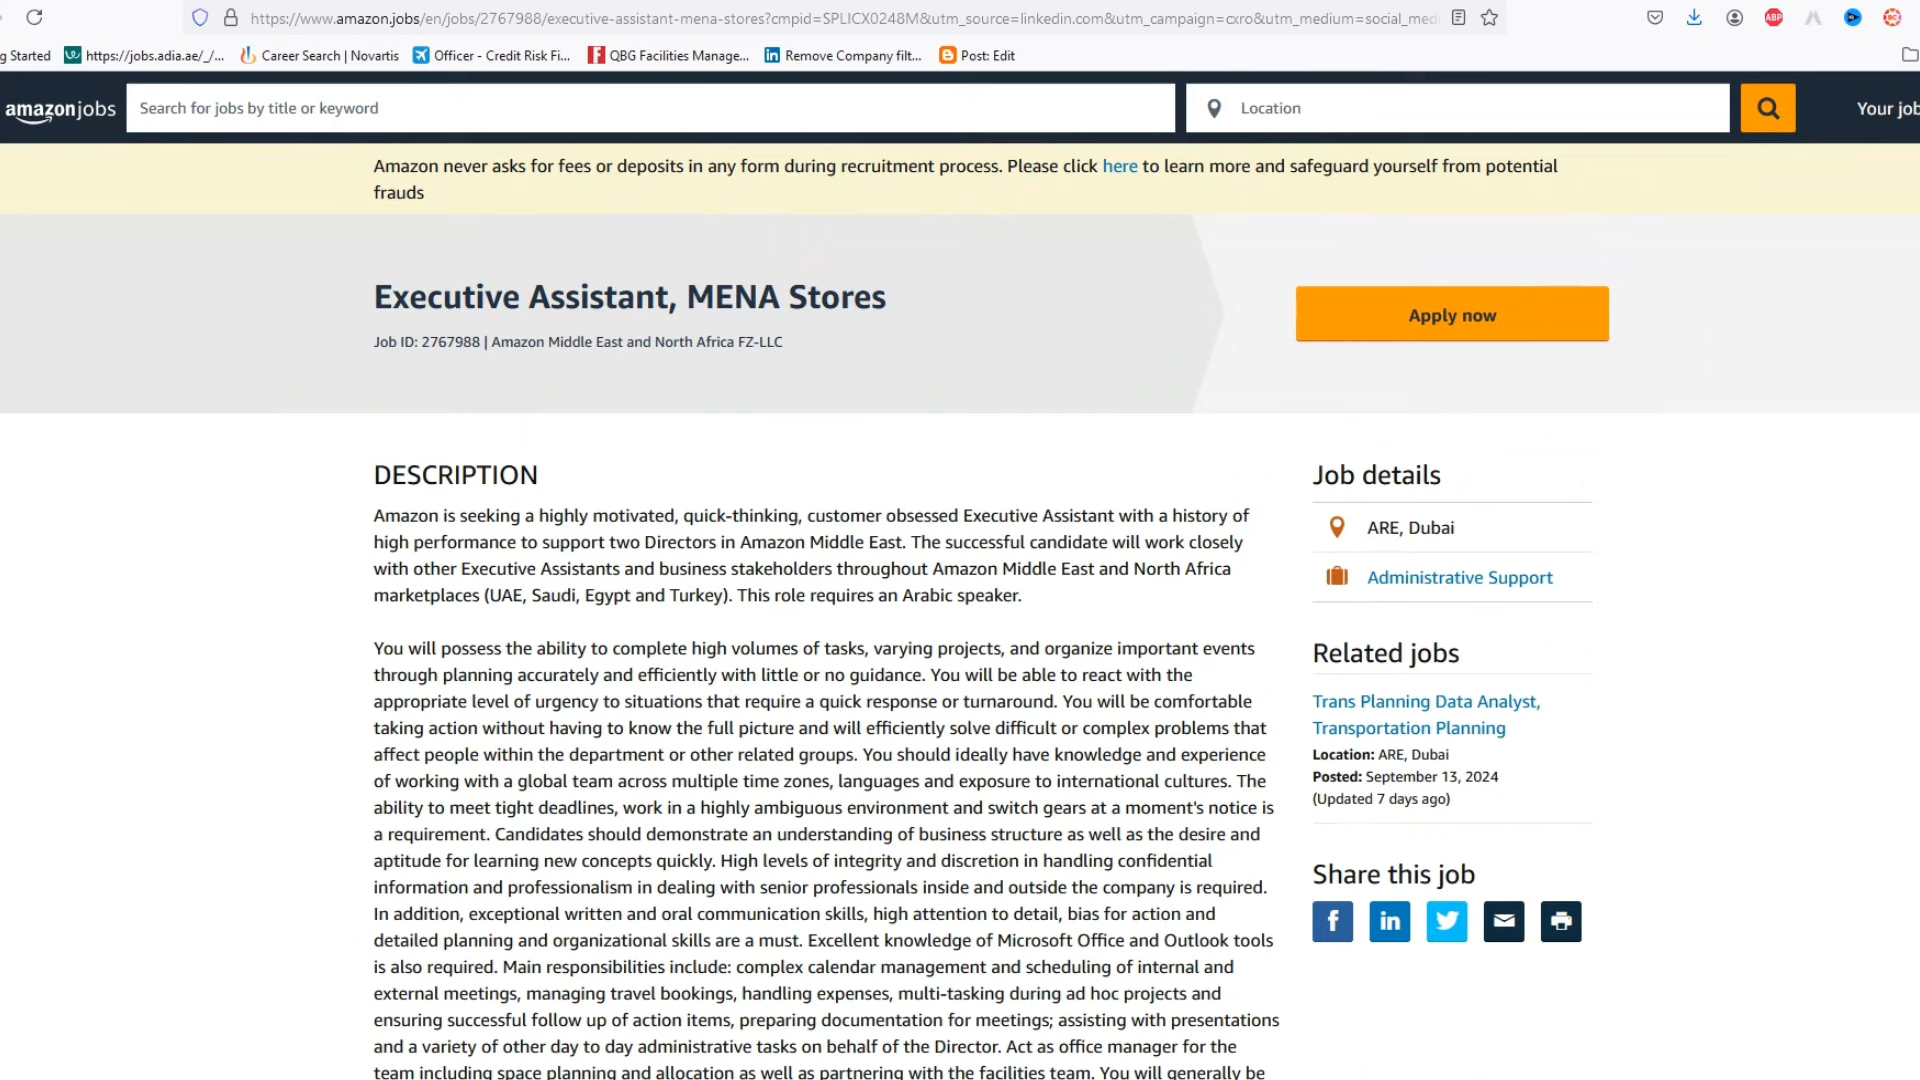 https://www.amazon.jobs/en/jobs/2767988/executive-assistant-mena-stores?cmpid=SPLICX0248M&utm_source=linkedin.com&utm_campaign=cxro&utm_medium=social_med
g Started
https://jobs.adia.ae/_/...
Career Search | Novartis
Officer - Credit Risk Fi...
QBG Facilities Manage...
Remove Company filt...
Post: Edit
amazonjobs
Search for jobs by title or keyword
Location
Your job
Amazon never asks for fees or deposits in any form during recruitment process. Please click here to learn more and safeguard yourself from potential
frauds
Executive Assistant, MENA Stores
Job ID: 2767988 | Amazon Middle East and North Africa FZ-LLC
Apply now
DESCRIPTION
Amazon is seeking a highly motivated, quick-thinking, customer obsessed Executive Assistant with a history of
high performance to support two Directors in Amazon Middle East. The successful candidate will work closely
with other Executive Assistants and business stakeholders throughout Amazon Middle East and North Africa
marketplaces (UAE, Saudi, Egypt and Turkey). This role requires an Arabic speaker.
You will possess the ability to complete high volumes of tasks, varying projects, and organize important events
through planning accurately and efficiently with little or no guidance. You will be able to react with the
appropriate level of urgency to situations that require a quick response or turnaround. You will be comfortable
taking action without having to know the full picture and will efficiently solve difficult or complex problems that
affect people within the department or other related groups. You should ideally have knowledge and experience
of working with a global team across multiple time zones, languages and exposure to international cultures. The
ability to meet tight deadlines, work in a highly ambiguous environment and switch gears at a moment's notice is
a requirement. Candidates should demonstrate an understanding of business structure as well as the desire and
aptitude for learning new concepts quickly. High levels of integrity and discretion in handling confidential
information and professionalism in dealing with senior professionals inside and outside the company is required.
In addition, exceptional written and oral communication skills, high attention to detail, bias for action and
detailed planning and organizational skills are a must. Excellent knowledge of Microsoft Office and Outlook tools
is also required. Main responsibilities include: complex calendar management and scheduling of internal and
external meetings, managing travel bookings, handling expenses, multi-tasking during ad hoc projects and
ensuring successful follow up of action items, preparing documentation for meetings; assisting with presentations
and a variety of other day to day administrative tasks on behalf of the Director. Act as office manager for the
team including space planning and allocation as well as partnering with the facilities team. You will generally be
Job details
ARE, Dubai
Administrative Support
Related jobs
Trans Planning Data Analyst,
Transportation Planning
Location: ARE, Dubai
Posted: September 13, 2024
(Updated 7 days ago)
Share this job